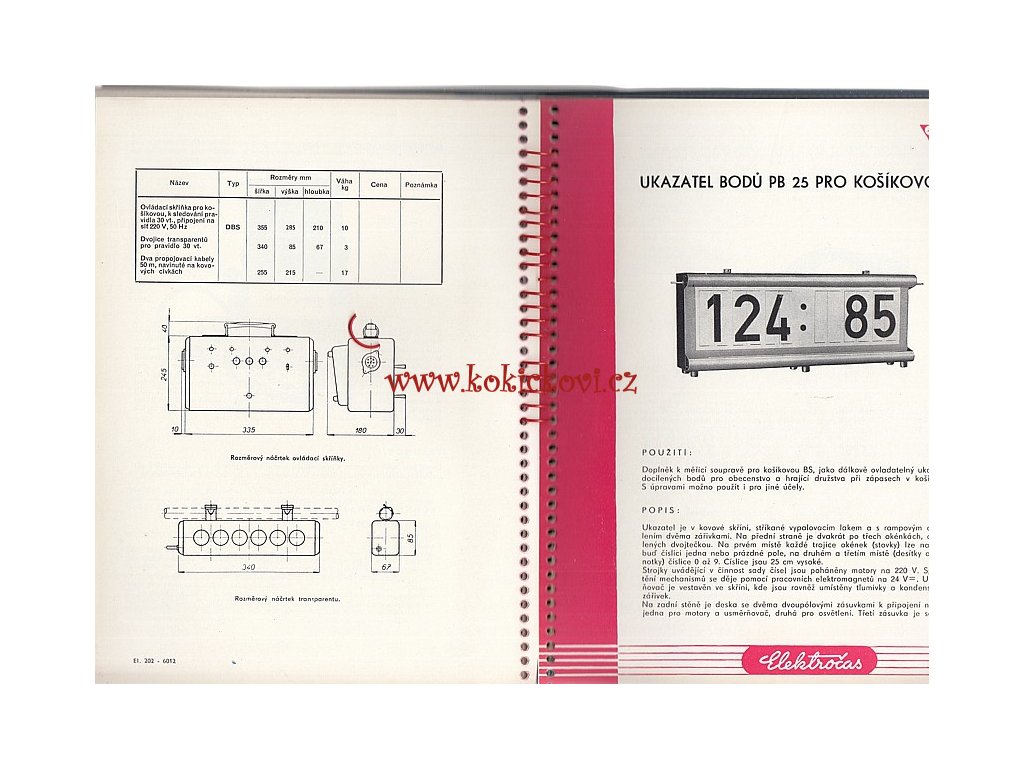 Název Typ Rozměry mm Váha kg Cena Poznámka
šířka výška hloubka
Ovládací skříňka pro ko-
šíkovou, k sledování pra-
vidla 30 vt., připojení na
síť 220 V, 50 Hz DBS 355 285 210 10
Dvojice transparentů
pro pravidlo 30 vt. 340 85 67 3
Dva propojovací kabely
50 m, navinuté na kovo-
vých cívkách 255 215 — 17
40
245
10 335 180 30
Rozměrový náčrtek ovládací skříňky.
340 67 85
Rozměrový náčrtek transparentu.
El. 202 - 6012
www.kokickovi.cz
UKAZATEL BODŮ PB 25 PRO KOŠÍKOVO
124: 85
POUŽITÍ:
Doplněk k měřicí soupravě pro košíkovou BS, jako dálkově ovladatelný uka
docílených bodů pro obecenstvo a hrající družstva při zápasech v koší
S úpravami možno použít i pro jiné účely.
POPIS:
Ukazatel je v kovové skříni, stříkané vypalovacím lakem a s rampovým
lením dvěma zářivkami. Na přední straně je dvakrát po třech okénkách,
lených dvojtečkou. Na prvním místě každé trojice okének (stovky) lze na
buď číslicí jedna nebo prázdné pole, na druhém a třetím místě (desítky a
notky) číslice 0 až 9. Číslice jsou 25 cm vysoké.
Strojky uvádějící v činnost sady čísel jsou poháněny motory na 220 V. S
tění mechanismů se děje pomocí pracovních elektromagnetů na 24 V=. U
ňovač je vestavěn ve skříni, kde jsou rovněž umístěny tlumivky a kondens
zářivek.
Na zadní stěně je deska se dvěma dvoupólovými zásuvkami k připojení n
jedna pro motory a usměrňovač, druhá pro osvětlení. Třetí zásuvka je s
Elektročas